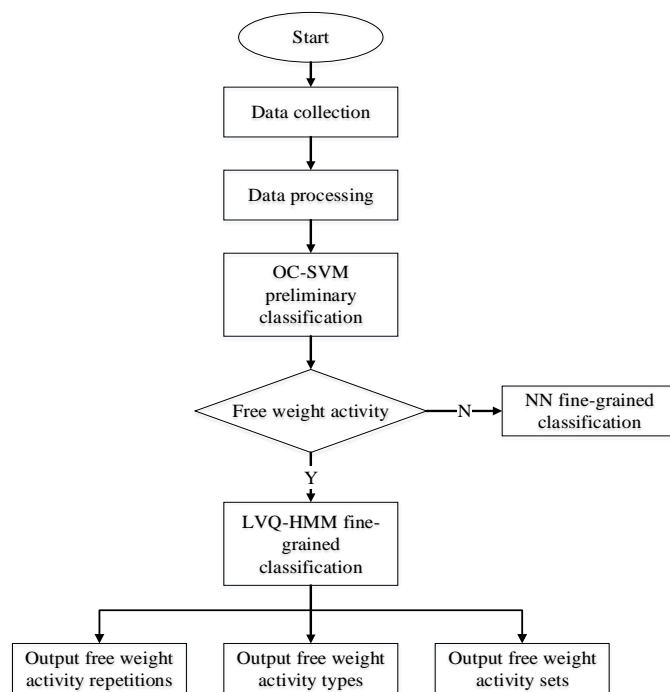 Start
Data collection
Data processing
OC-SVM
preliminary
classification
Free weight activity
N
NN fine-grained
classification
Y
LVQ-HMM fine-
grained
classification
Output free weight
activity repetitions
Output free weight
activity types
Output free weight
activity sets